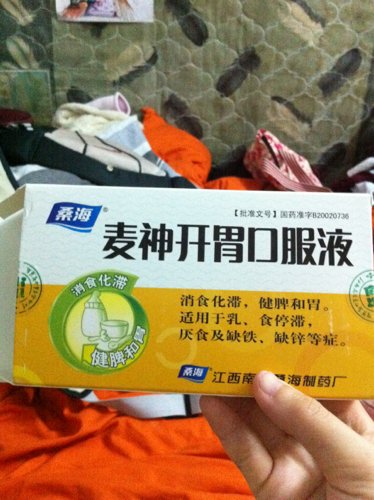 桑海®
【批准文号】国药准字B20020736
麦神开胃口服液
消食化滞
健脾和胃
消食化滞，健脾和胃。
适用于乳、食停滞，
厌食及缺铁、缺锌等症。
桑海® 江西南 桑海制药厂